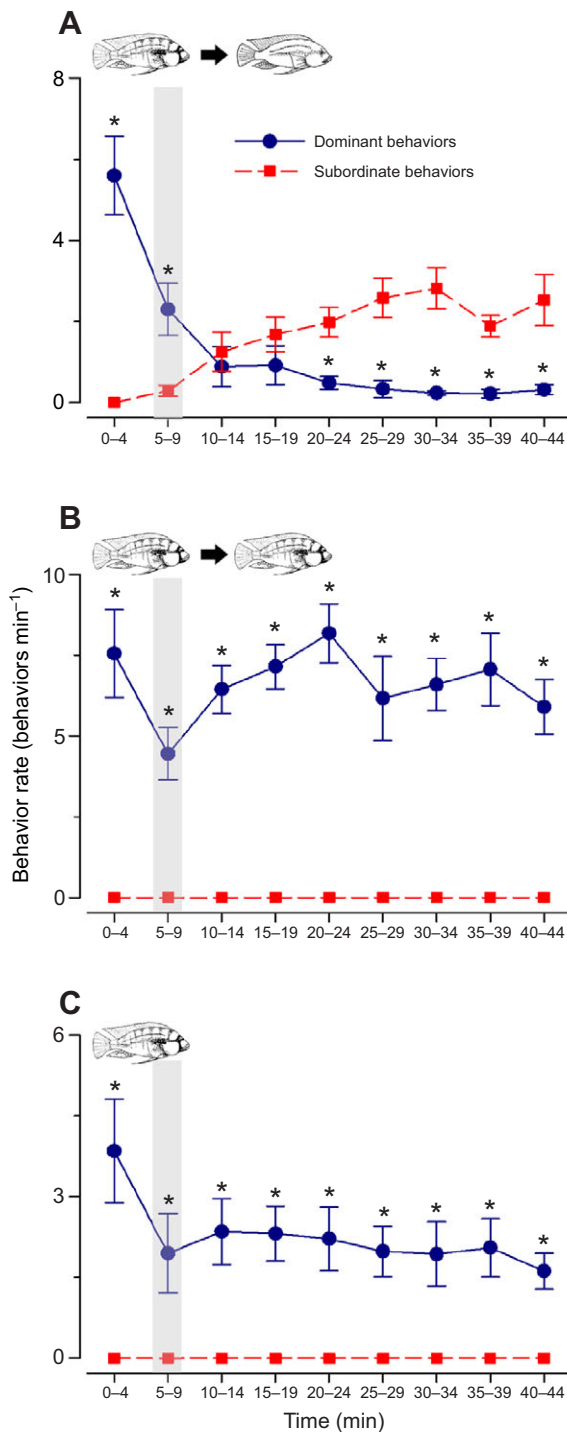 A
8
4
0
* * * * * * *
Dominant behaviors
Subordinate behaviors
0–4 5–9 10–14 15–19 20–24 25–29 30–34 35–39 40–44
B
10
5
0
* * * * * * * * *
0–4 5–9 10–14 15–19 20–24 25–29 30–34 35–39 40–44
Behavior rate (behaviors min⁻¹)
C
6
3
0
* * * * * * * * *
0–4 5–9 10–14 15–19 20–24 25–29 30–34 35–39 40–44
Time (min)